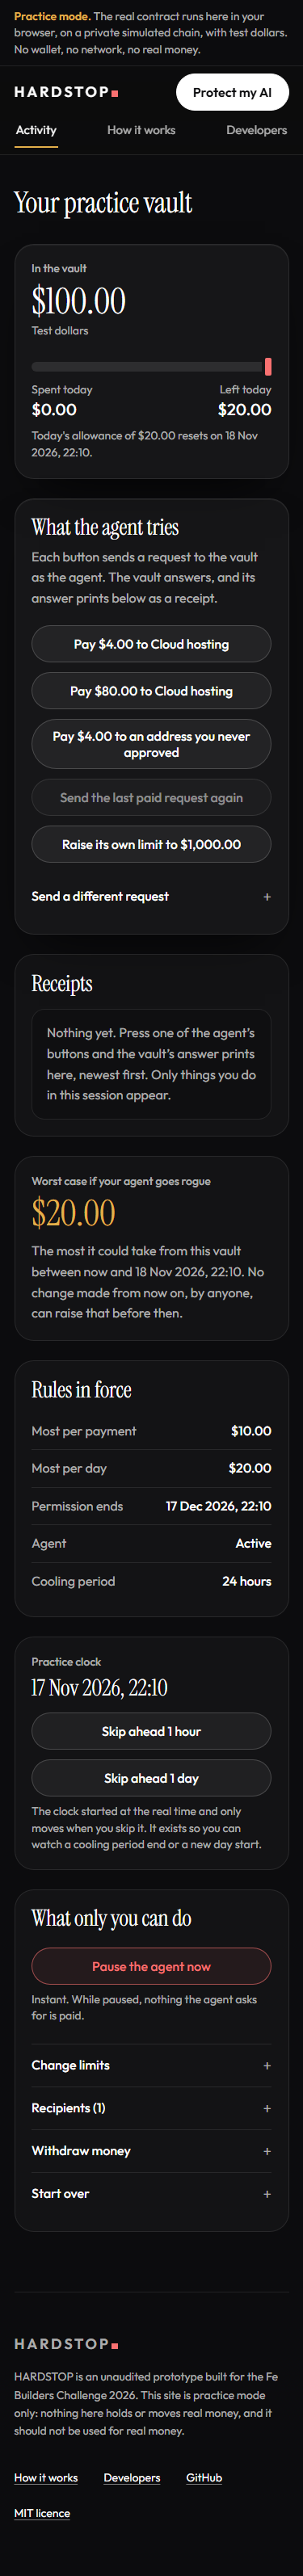 Practice mode. The real contract runs here in your
browser, on a private simulated chain, with test dollars.
No wallet, no network, no real money.
HARDSTOP
Protect my AI
Activity
How it works
Developers
Your practice vault
In the vault
$100.00
Test dollars
Spent today
Left today
$0.00
$20.00
Today's allowance of $20.00 resets on 18 Nov
2026, 22:10.
What the agent tries
Each button sends a request to the vault
as the agent. The vault answers, and its
answer prints below as a receipt.
Pay $4.00 to Cloud hosting
Pay $80.00 to Cloud hosting
Pay $4.00 to an address you never
approved
Send the last paid request again
Raise its own limit to $1,000.00
Send a different request +
Receipts
Nothing yet. Press one of the agent's
buttons and the vault's answer prints
here, newest first. Only things you do
in this session appear.
Worst case if your agent goes rogue
$20.00
The most it could take from this vault
between now and 18 Nov 2026, 22:10. No
change made from now on, by anyone,
can raise that before then.
Rules in force
Most per payment $10.00
Most per day $20.00
Permission ends 17 Dec 2026, 22:10
Agent Active
Cooling period 24 hours
Practice clock
17 Nov 2026, 22:10
Skip ahead 1 hour
Skip ahead 1 day
The clock started at the real time and only
moves when you skip it. It exists so you can
watch a cooling period end or a new day start.
What only you can do
Pause the agent now
Instant. While paused, nothing the agent asks
for is paid.
Change limits +
Recipients (1) +
Withdraw money +
Start over +
HARDSTOP
HARDSTOP is an unaudited prototype built for the Fe
Builders Challenge 2026. This site is practice mode
only: nothing here holds or moves real money, and it
should not be used for real money.
How it works
Developers
GitHub
MIT licence